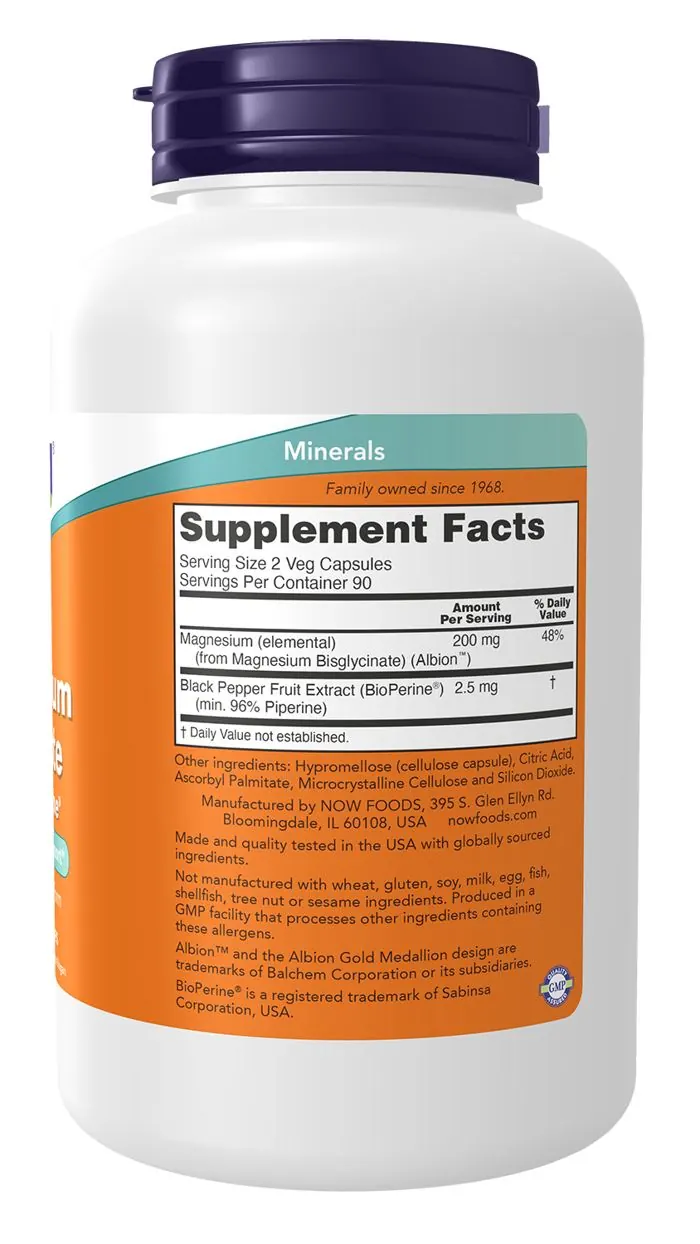 Minerals
Family owned since 1968.
Supplement Facts
Serving Size 2 Veg Capsules
Servings Per Container 90
Amount Per Serving
% Daily Value
Magnesium (elemental) 200 mg 48%
(from Magnesium Bisglycinate) (Albion™)
Black Pepper Fruit Extract (BioPerine®) 2.5 mg †
(min. 96% Piperine)
† Daily Value not established.
Other ingredients: Hypromellose (cellulose capsule), Citric Acid,
Ascorbyl Palmitate, Microcrystalline Cellulose and Silicon Dioxide.
Manufactured by NOW FOODS, 395 S. Glen Ellyn Rd.
Bloomingdale, IL 60108, USA nowfoods.com
Made and quality tested in the USA with globally sourced
ingredients.
Not manufactured with wheat, gluten, soy, milk, egg, fish,
shellfish, tree nut or sesame ingredients. Produced in a
GMP facility that processes other ingredients containing
these allergens.
Albion™ and the Albion Gold Medallion design are
trademarks of Balchem Corporation or its subsidiaries.
BioPerine® is a registered trademark of Sabinsa
Corporation, USA.
QUALITY
GMP
ASSURED